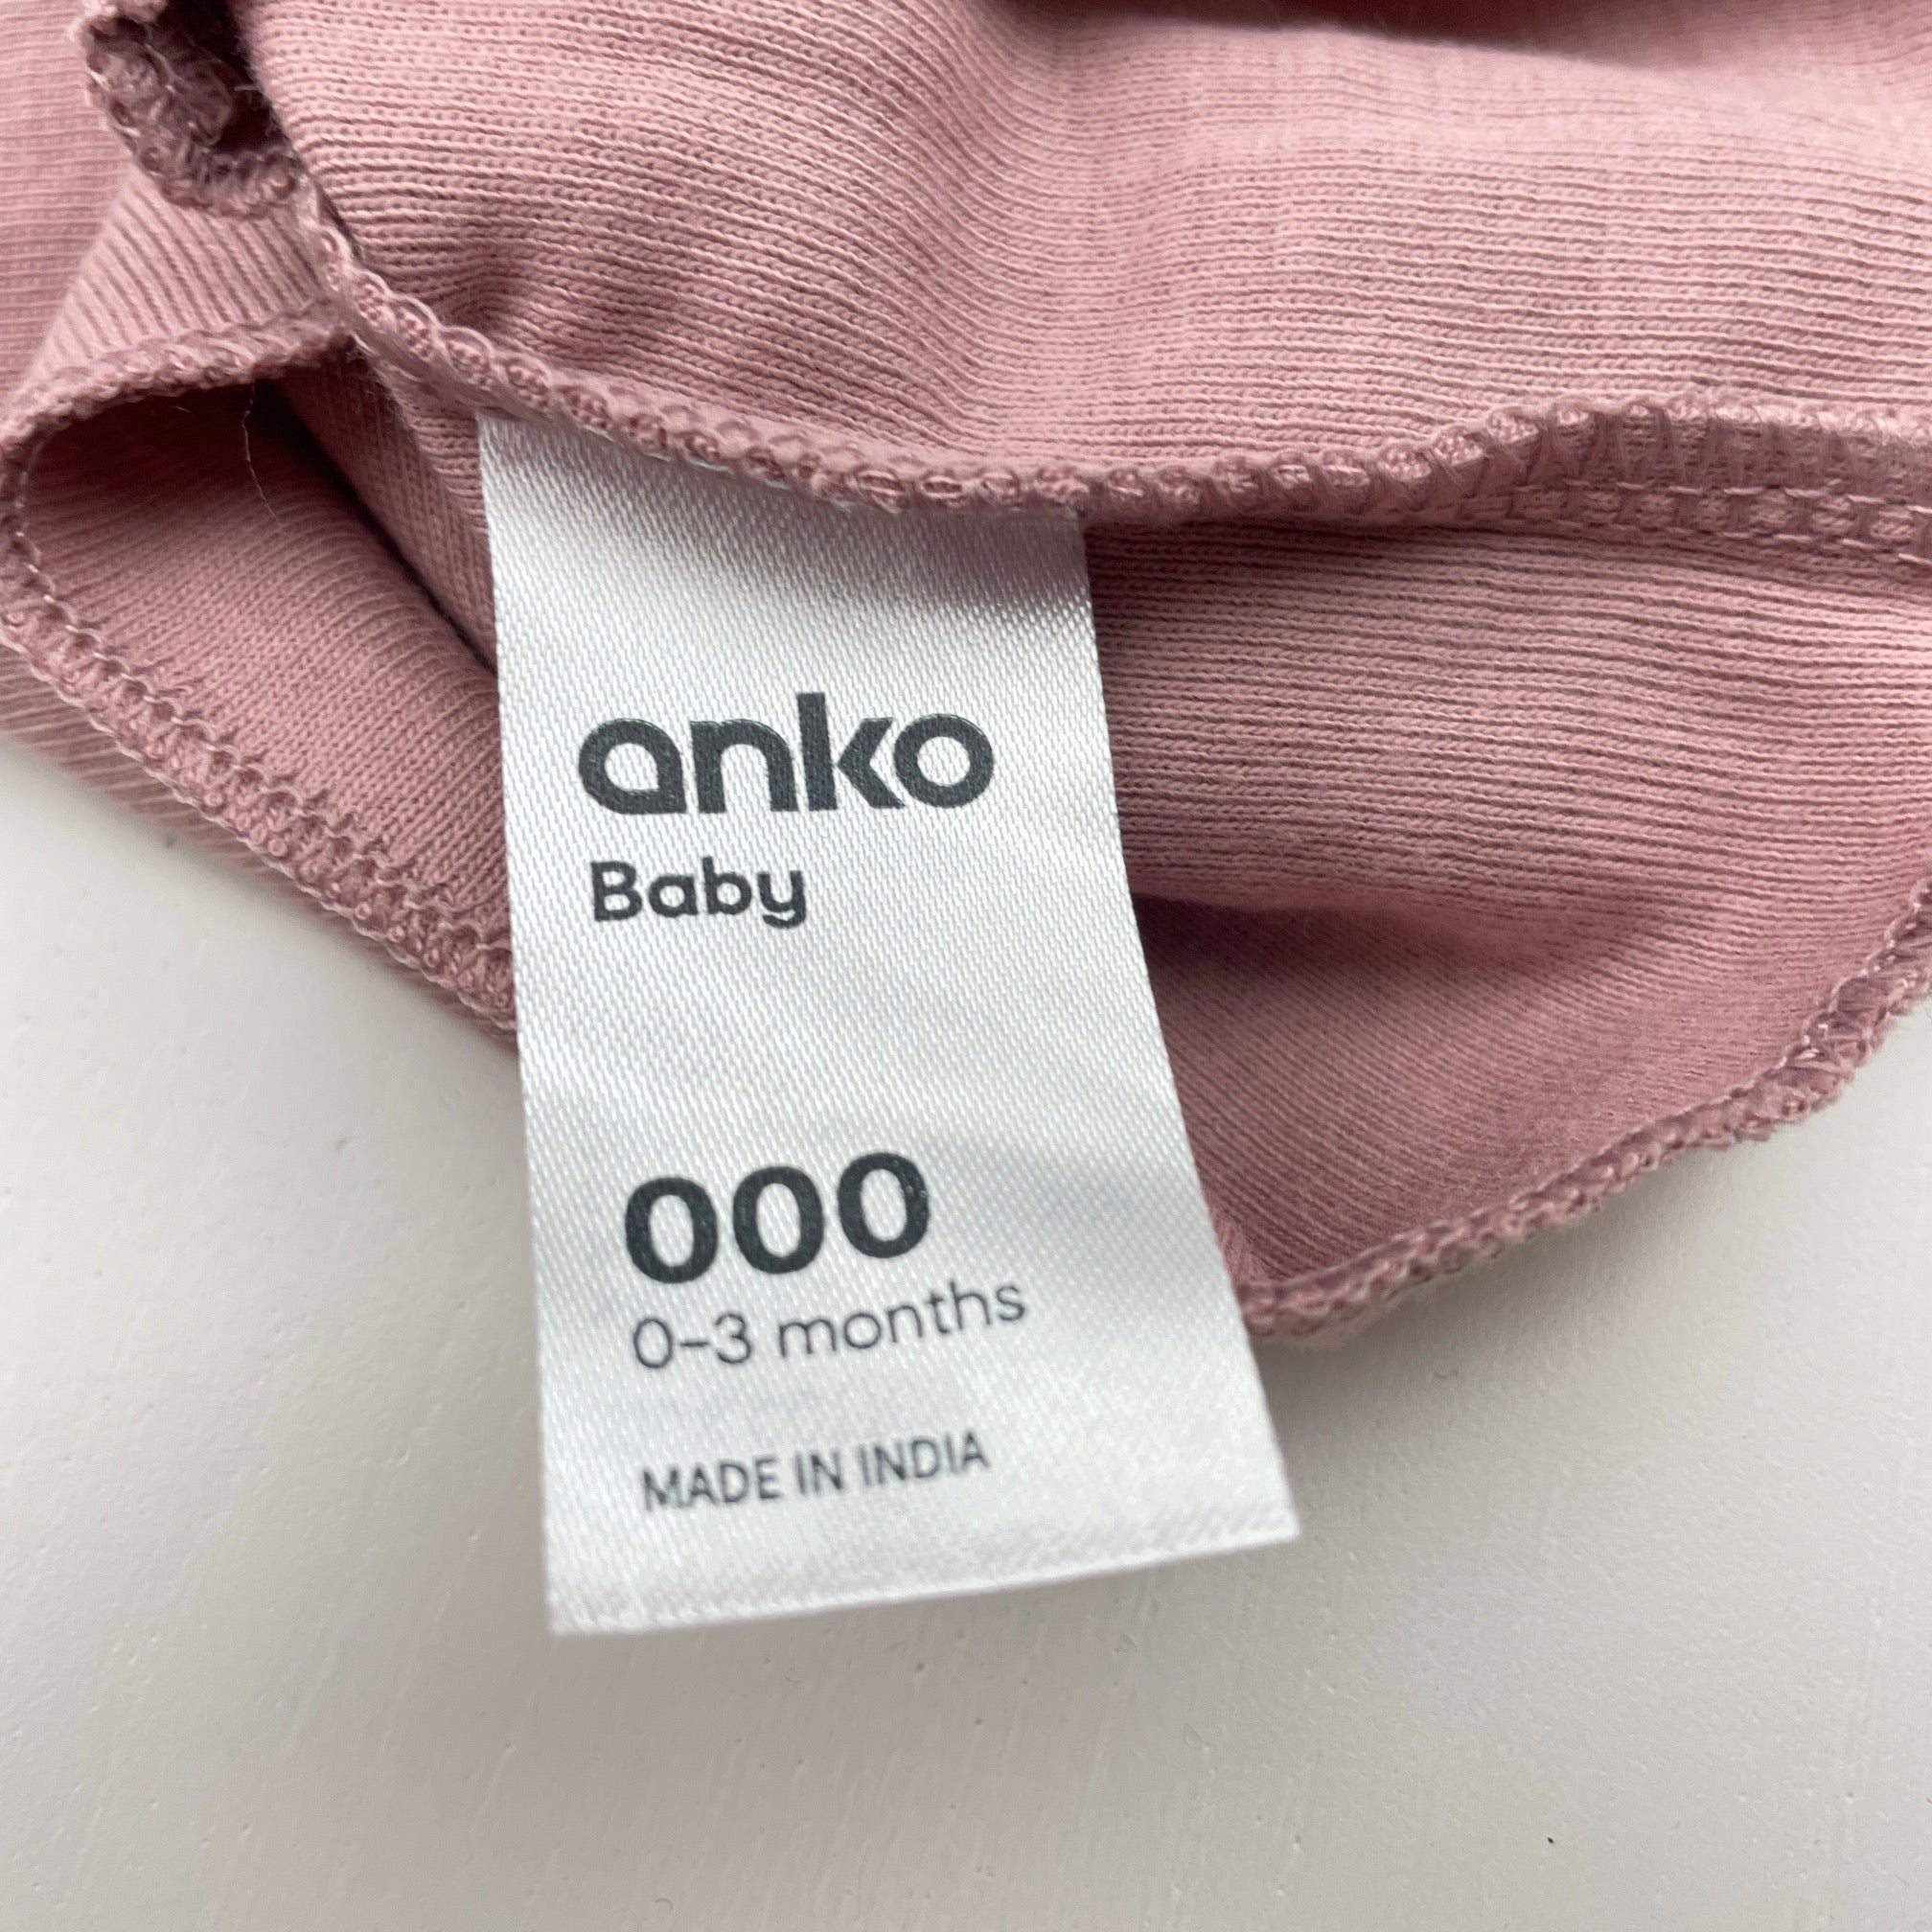 anko
Baby
000
0-3 months
MADE IN INDIA